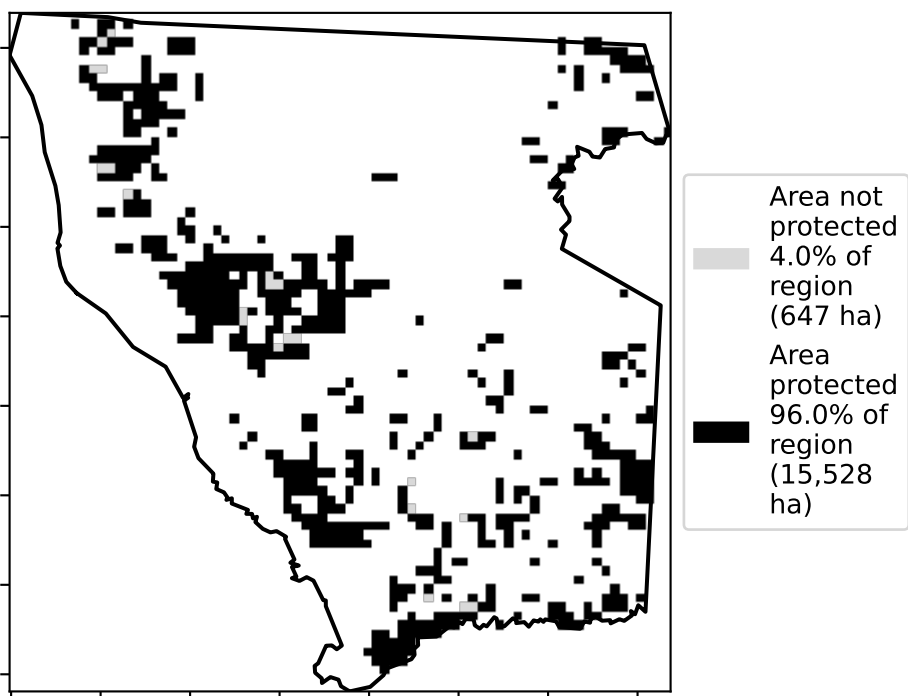 Area not
protected
4.0% of
region
(647 ha)
Area
protected
96.0% of
region
(15,528
ha)